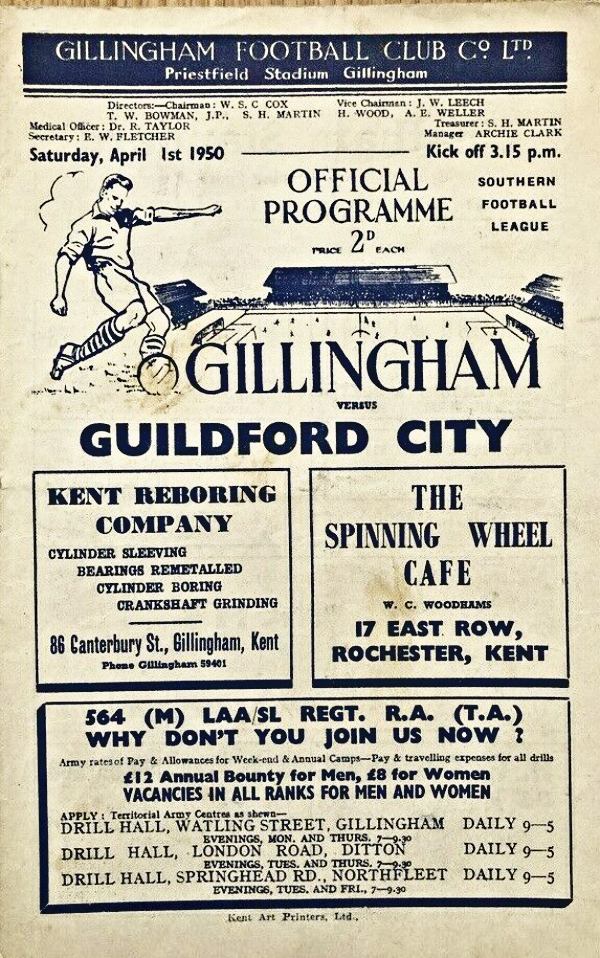 GILLINGHAM FOOTBALL CLUB Co LTD.
Priestfield Stadium Gillingham
Directors:—Chairman: W. S. C COX Vice Chairman: J. W. LEECH
T. W. BOWMAN, J.P., S. H. MARTIN H. WOOD, A. E. WELLER
Medical Officer: Dr. R. TAYLOR Treasurer: S. H. MARTIN
Secretary: E. W. FLETCHER Manager ARCHIE CLARK
Saturday, April 1st 1950 Kick off 3.15 p.m.
OFFICIAL
PROGRAMME
PRICE 2D EACH
SOUTHERN
FOOTBALL
LEAGUE
GILLINGHAM
VERSUS
GUILDFORD CITY
KENT REBORING
COMPANY
CYLINDER SLEEVING
BEARINGS REMETALLED
CYLINDER BORING
CRANKSHAFT GRINDING
86 Canterbury St., Gillingham, Kent
Phone Gillingham 59401
THE
SPINNING WHEEL
CAFE
W. C. WOODHAMS
17 EAST ROW,
ROCHESTER, KENT
564 (M) LAA/SL REGT. R.A. (T.A.)
WHY DON'T YOU JOIN US NOW ?
Army rates of Pay & Allowances for Week-end & Annual Camps—Pay & travelling expenses for all drills
£12 Annual Bounty for Men, £8 for Women
VACANCIES IN ALL RANKS FOR MEN AND WOMEN
APPLY: Territorial Army Centres as shewn—
DRILL HALL, WATLING STREET, GILLINGHAM DAILY 9—5
EVENINGS, MON. AND THURS. 7—9.30
DRILL HALL, LONDON ROAD, DITTON DAILY 9—5
EVENINGS, TUES. AND THURS. 7—9.30
DRILL HALL, SPRINGHEAD RD., NORTHFLEET DAILY 9—5
EVENINGS, TUES, AND FRI., 7—9.30
Kent Art Printers, Ltd.,